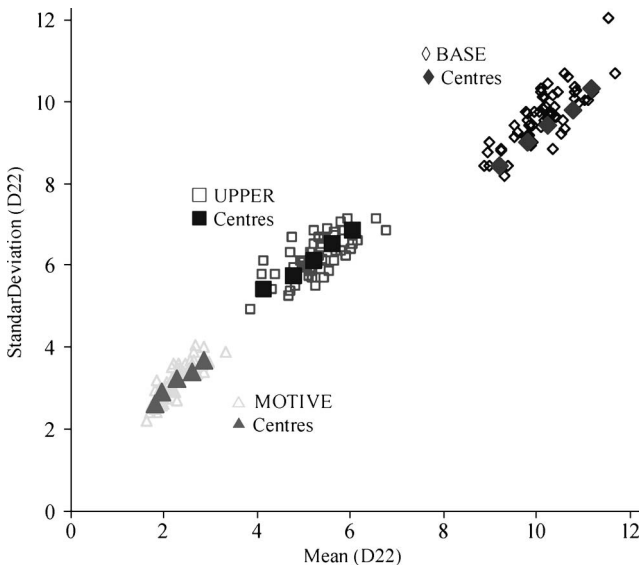 12
BASE
Centres
10
8
UPPER
Centres
6
4
MOTIVE
Centres
2
0
0 2 4 6 8 10 12
Mean (D22)
StandarDeviation (D22)